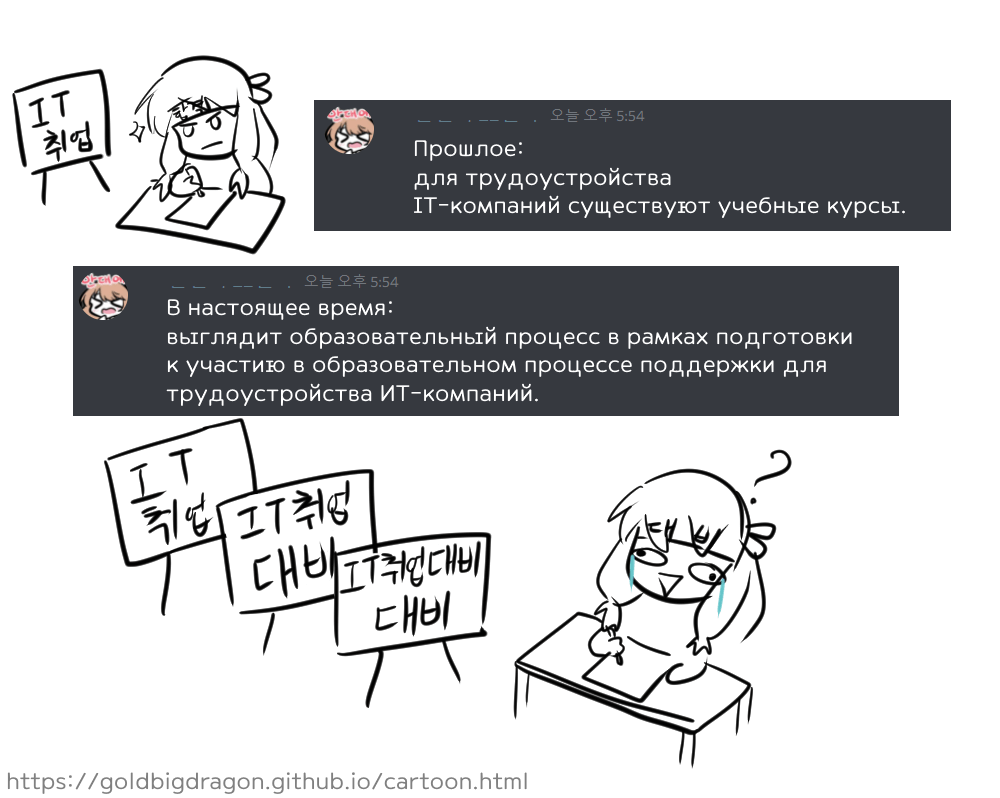 IT
취업
오늘 오후 5:54
Прошлое:
для трудоустройства
IT-компаний существуют учебные курсы.
오늘 오후 5:54
В настоящее время:
выглядит образовательный процесс в рамках подготовки
к участию в образовательном процессе поддержки для
трудоустройства ИТ-компаний.
IT
취업
IT취업
대비
IT취업대비
대비
대비
?
https://goldbigdragon.github.io/cartoon.html